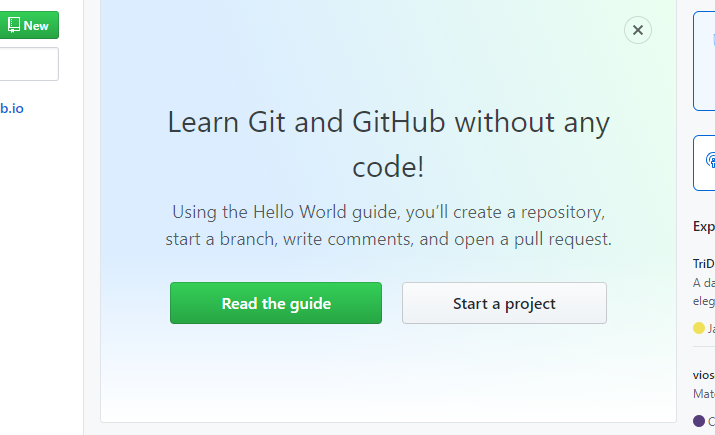 New
b.io
Learn Git and GitHub without any
code!
Using the Hello World guide, you’ll create a repository,
start a branch, write comments, and open a pull request.
Read the guide
Start a project
Exp
TriD
A da
eleg
Ja
vios
Mate
C